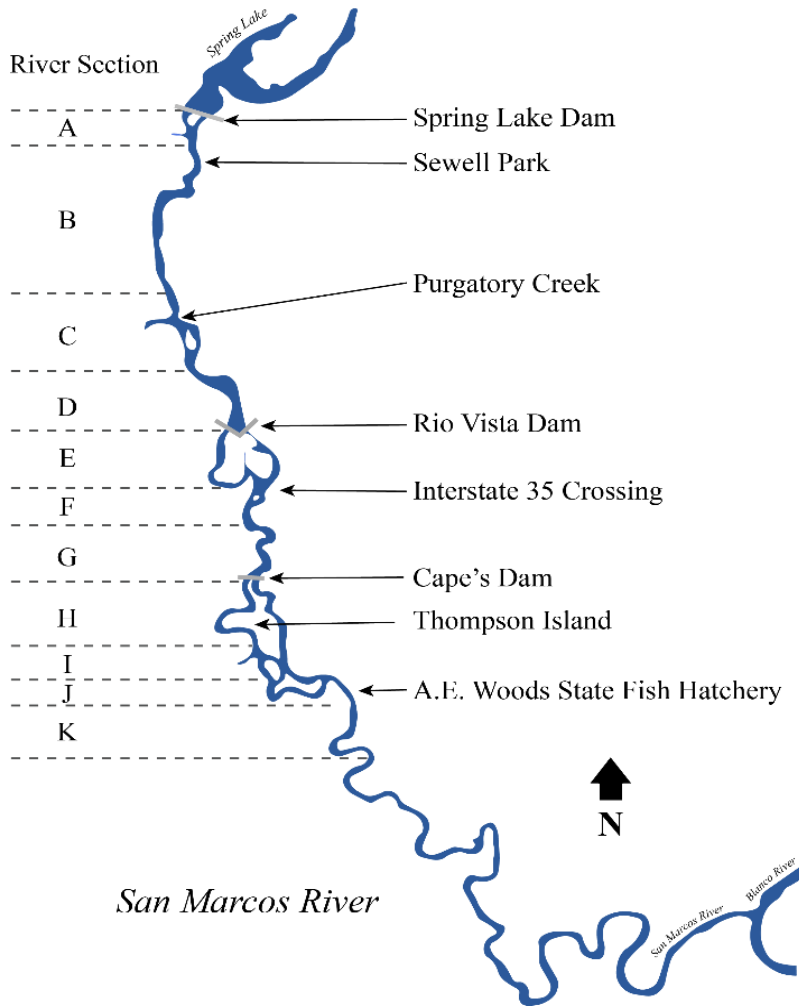 Spring Lake
River Section
A
Spring Lake Dam
Sewell Park
B
Purgatory Creek
C
D
Rio Vista Dam
E
Interstate 35 Crossing
F
G
Cape's Dam
H
Thompson Island
I
J
A.E. Woods State Fish Hatchery
K
N
San Marcos River
San Marcos River
Blanco River